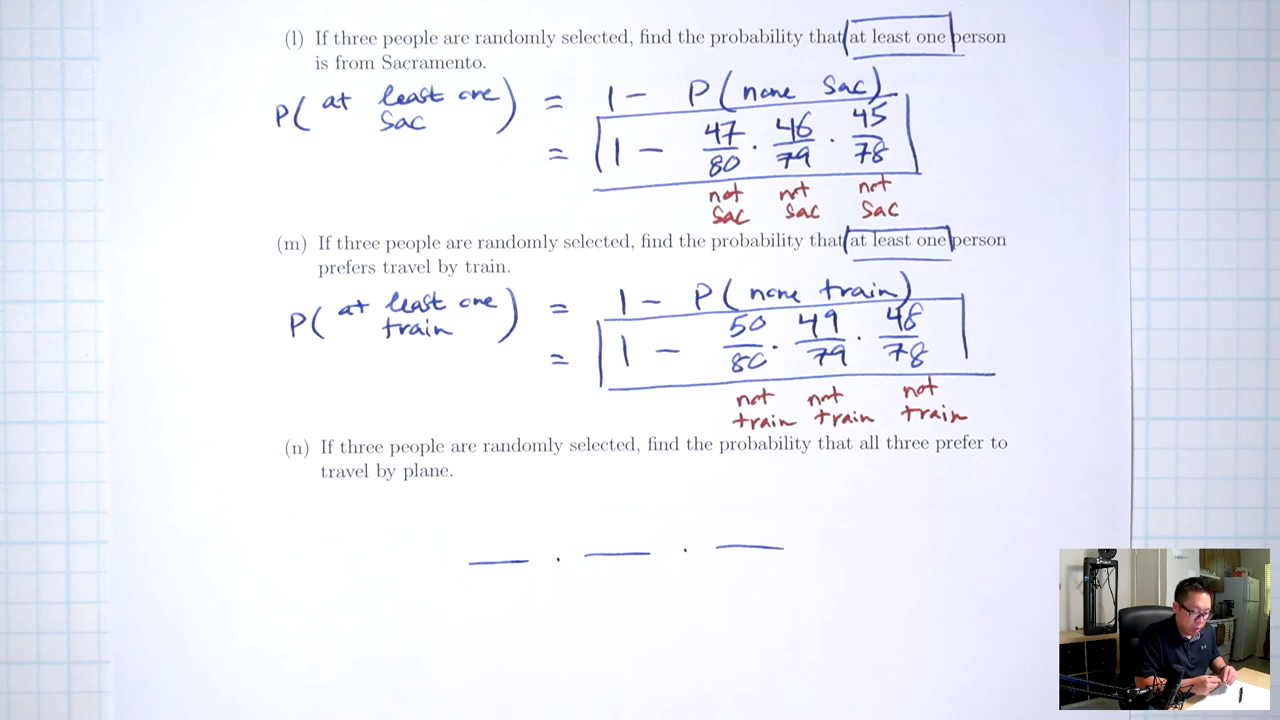 (l) If three people are randomly selected, find the probability that at least one person
is from Sacramento.
P( at least one Sac ) = 1 - P( none Sac )
= 1 - 47/80 · 46/79 · 45/78
not Sac not Sac not Sac
(m) If three people are randomly selected, find the probability that at least one person
prefers travel by train.
P( at least one train ) = 1 - P( none train )
= 1 - 50/80 · 49/79 · 48/78
not train not train not train
(n) If three people are randomly selected, find the probability that all three prefer to
travel by plane.